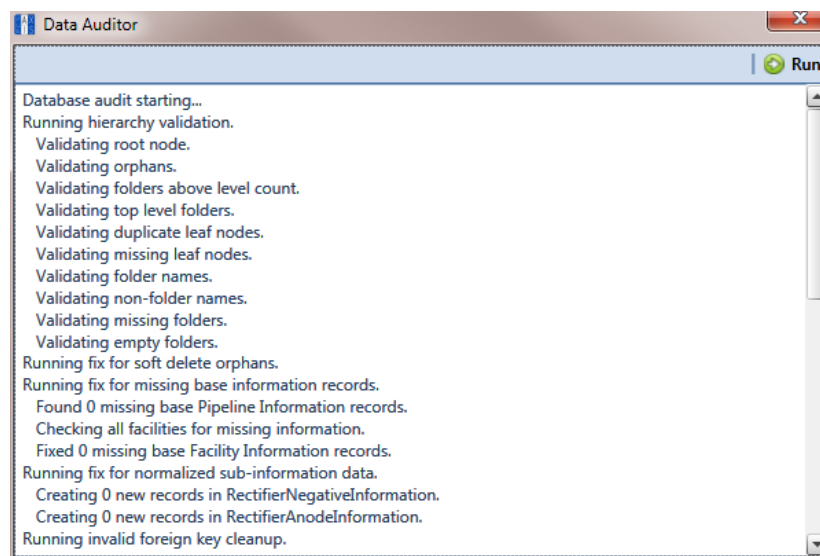 Data Auditor
Run
Database audit starting...
Running hierarchy validation.
Validating root node.
Validating orphans.
Validating folders above level count.
Validating top level folders.
Validating duplicate leaf nodes.
Validating missing leaf nodes.
Validating folder names.
Validating non-folder names.
Validating missing folders.
Validating empty folders.
Running fix for soft delete orphans.
Running fix for missing base information records.
Found 0 missing base Pipeline Information records.
Checking all facilities for missing information.
Fixed 0 missing base Facility Information records.
Running fix for normalized sub-information data.
Creating 0 new records in RectifierNegativeInformation.
Creating 0 new records in RectifierAnodeInformation.
Running invalid foreign key cleanup.